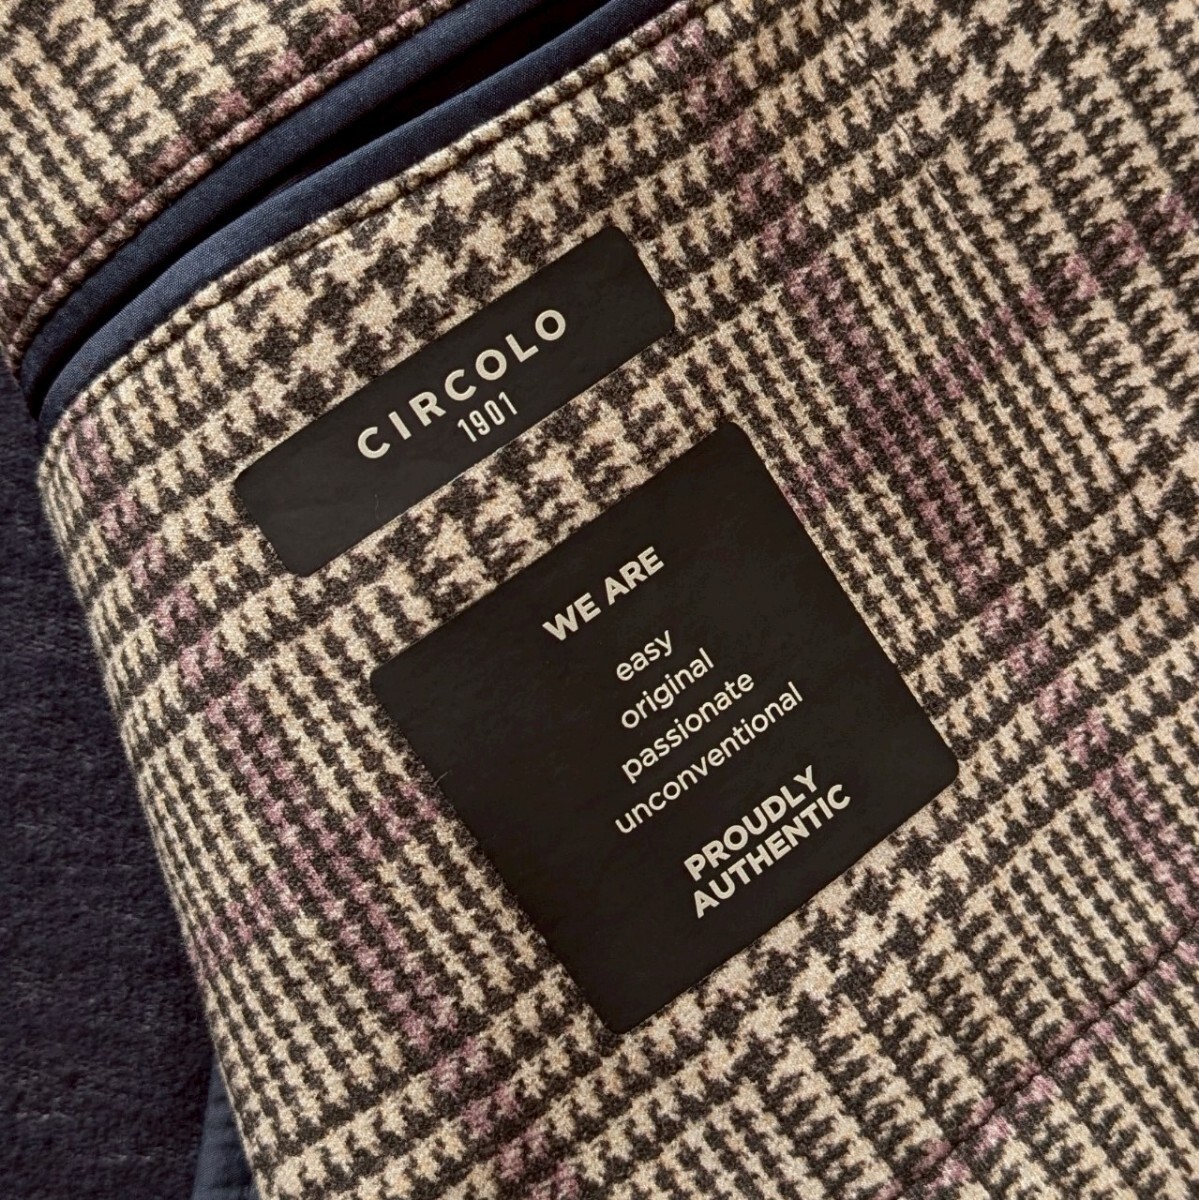 CIRCOLO
1901
WE ARE
easy
original
passionate
unconventional
PROUDLY
AUTHENTIC